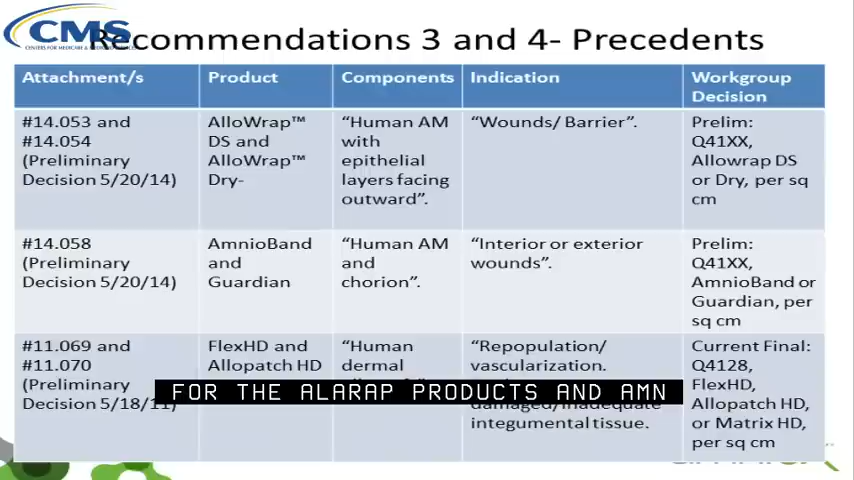 CMS
CENTERS FOR MEDICARE & MEDICAID SERVICES
Recommendations 3 and 4- Precedents
Attachment/s
Product
Components
Indication
Workgroup
Decision
#14.053 and
#14.054
(Preliminary
Decision 5/20/14)
AlloWrap™
DS and
AlloWrap™
Dry-
“Human AM
with
epithelial
layers facing
outward”.
“Wounds/ Barrier”.
Prelim:
Q41XX,
Allowrap DS
or Dry, per sq
cm
#14.058
(Preliminary
Decision 5/20/14)
AmnioBand
and
Guardian
“Human AM
and
chorion”.
“Interior or exterior
wounds”.
Prelim:
Q41XX,
AmnioBand or
Guardian, per
sq cm
#11.069 and
#11.070
(Preliminary
Decision 5/18/11)
FlexHD and
Allopatch HD
“Human
dermal
“Repopulation/
vascularization.
damaged/inadequate
integumental tissue.
Current Final:
Q4128,
FlexHD,
Allopatch HD,
or Matrix HD,
per sq cm
FOR THE ALARAP PRODUCTS AND AMN